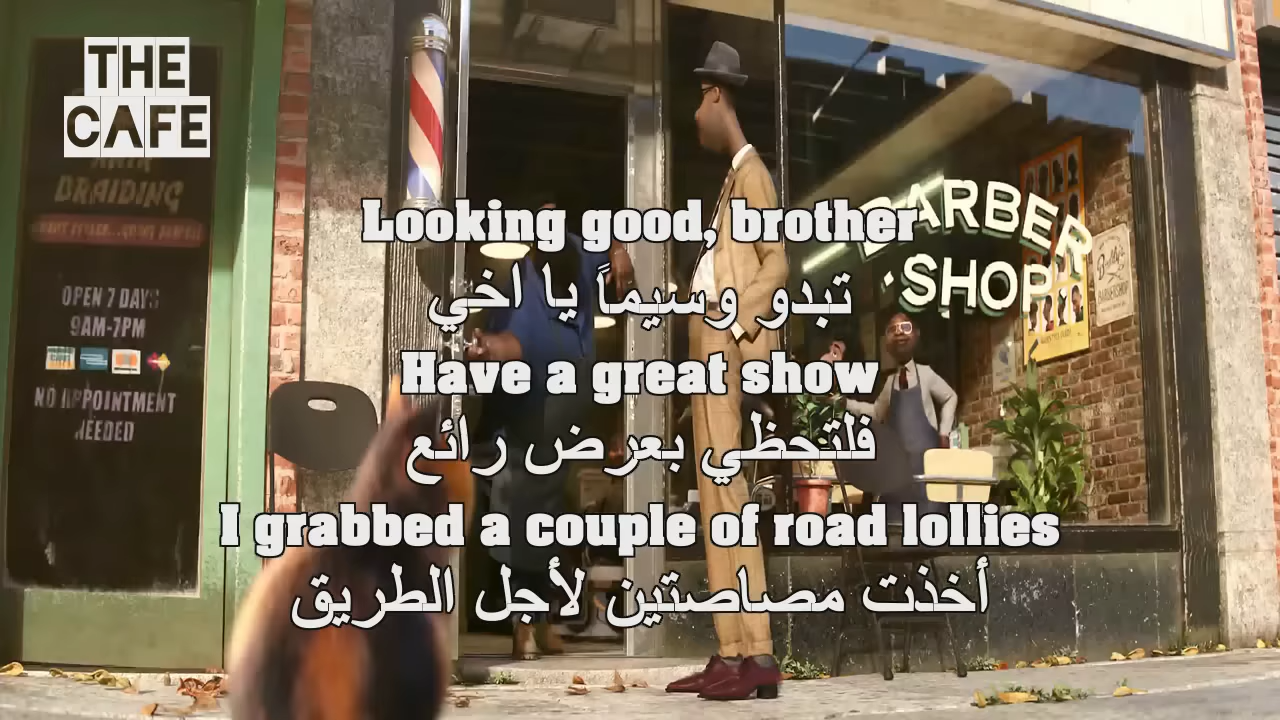 THE
CAFE
BRAIDING
OPEN 7 DAYS
9AM-7PM
NO APPOINTMENT
NEEDED
BARBER
SHOP
Looking good, brother
تبدو وسيماً يا اخي
Have a great show
فلتحظي بعرض رائع
I grabbed a couple of road lollies
أخذت مصاصتين لأجل الطريق